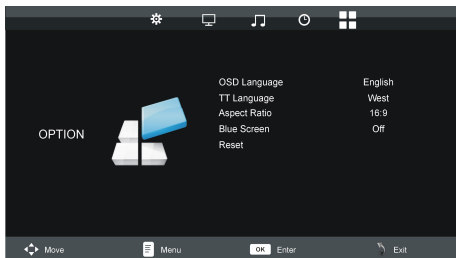 OPTION
OSD Language English
TT Language West
Aspect Ratio 16:9
Blue Screen Off
Reset
Move Menu OK Enter Exit